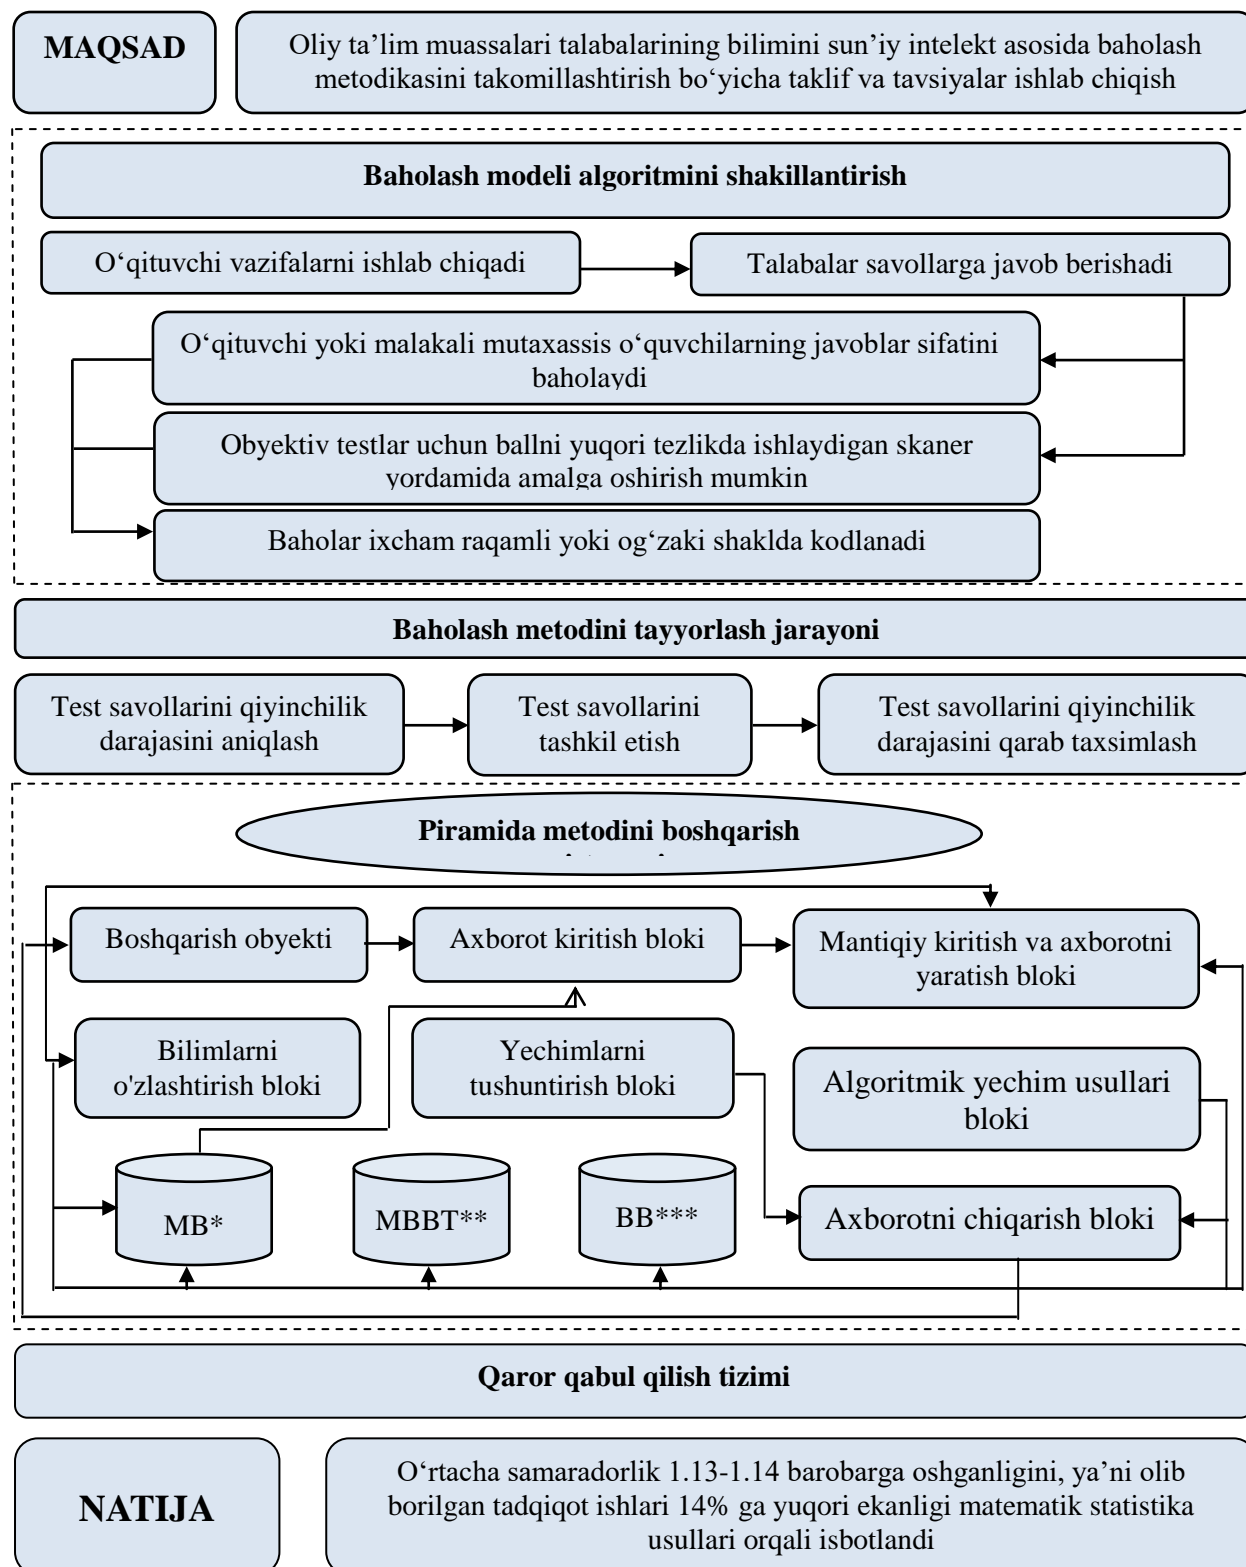 MAQSAD
Oliy ta’lim muassalari talabalarining bilimini sun’iy intelekt asosida baholash
metodikasini takomillashtirish bo‘yicha taklif va tavsiyalar ishlab chiqish
Baholash modeli algoritmini shakillantirish
O‘qituvchi vazifalarni ishlab chiqadi
Talabalar savollarga javob berishadi
O‘qituvchi yoki malakali mutaxassis o‘quvchilarning javoblar sifatini
baholaydi
Obyektiv testlar uchun ballni yuqori tezlikda ishlaydigan skaner
yordamida amalga oshirish mumkin
Baholar ixcham raqamli yoki og‘zaki shaklda kodlanadi
Baholash metodini tayyorlash jarayoni
Test savollarini qiyinchilik
darajasini aniqlash
Test savollarini
tashkil etish
Test savollarini qiyinchilik
darajasini qarab taxsimlash
Piramida metodini boshqarish
Boshqarish obyekti
Axborot kiritish bloki
Mantiqiy kiritish va axborotni
yaratish bloki
Bilimlarni
o'zlashtirish bloki
Yechimlarni
tushuntirish bloki
Algoritmik yechim usullari
bloki
MB*
MBBT**
BB***
Axborotni chiqarish bloki
Qaror qabul qilish tizimi
NATIJA
O‘rtacha samaradorlik 1.13-1.14 barobarga oshganligini, ya’ni olib
borilgan tadqiqot ishlari 14% ga yuqori ekanligi matematik statistika
usullari orqali isbotlandi